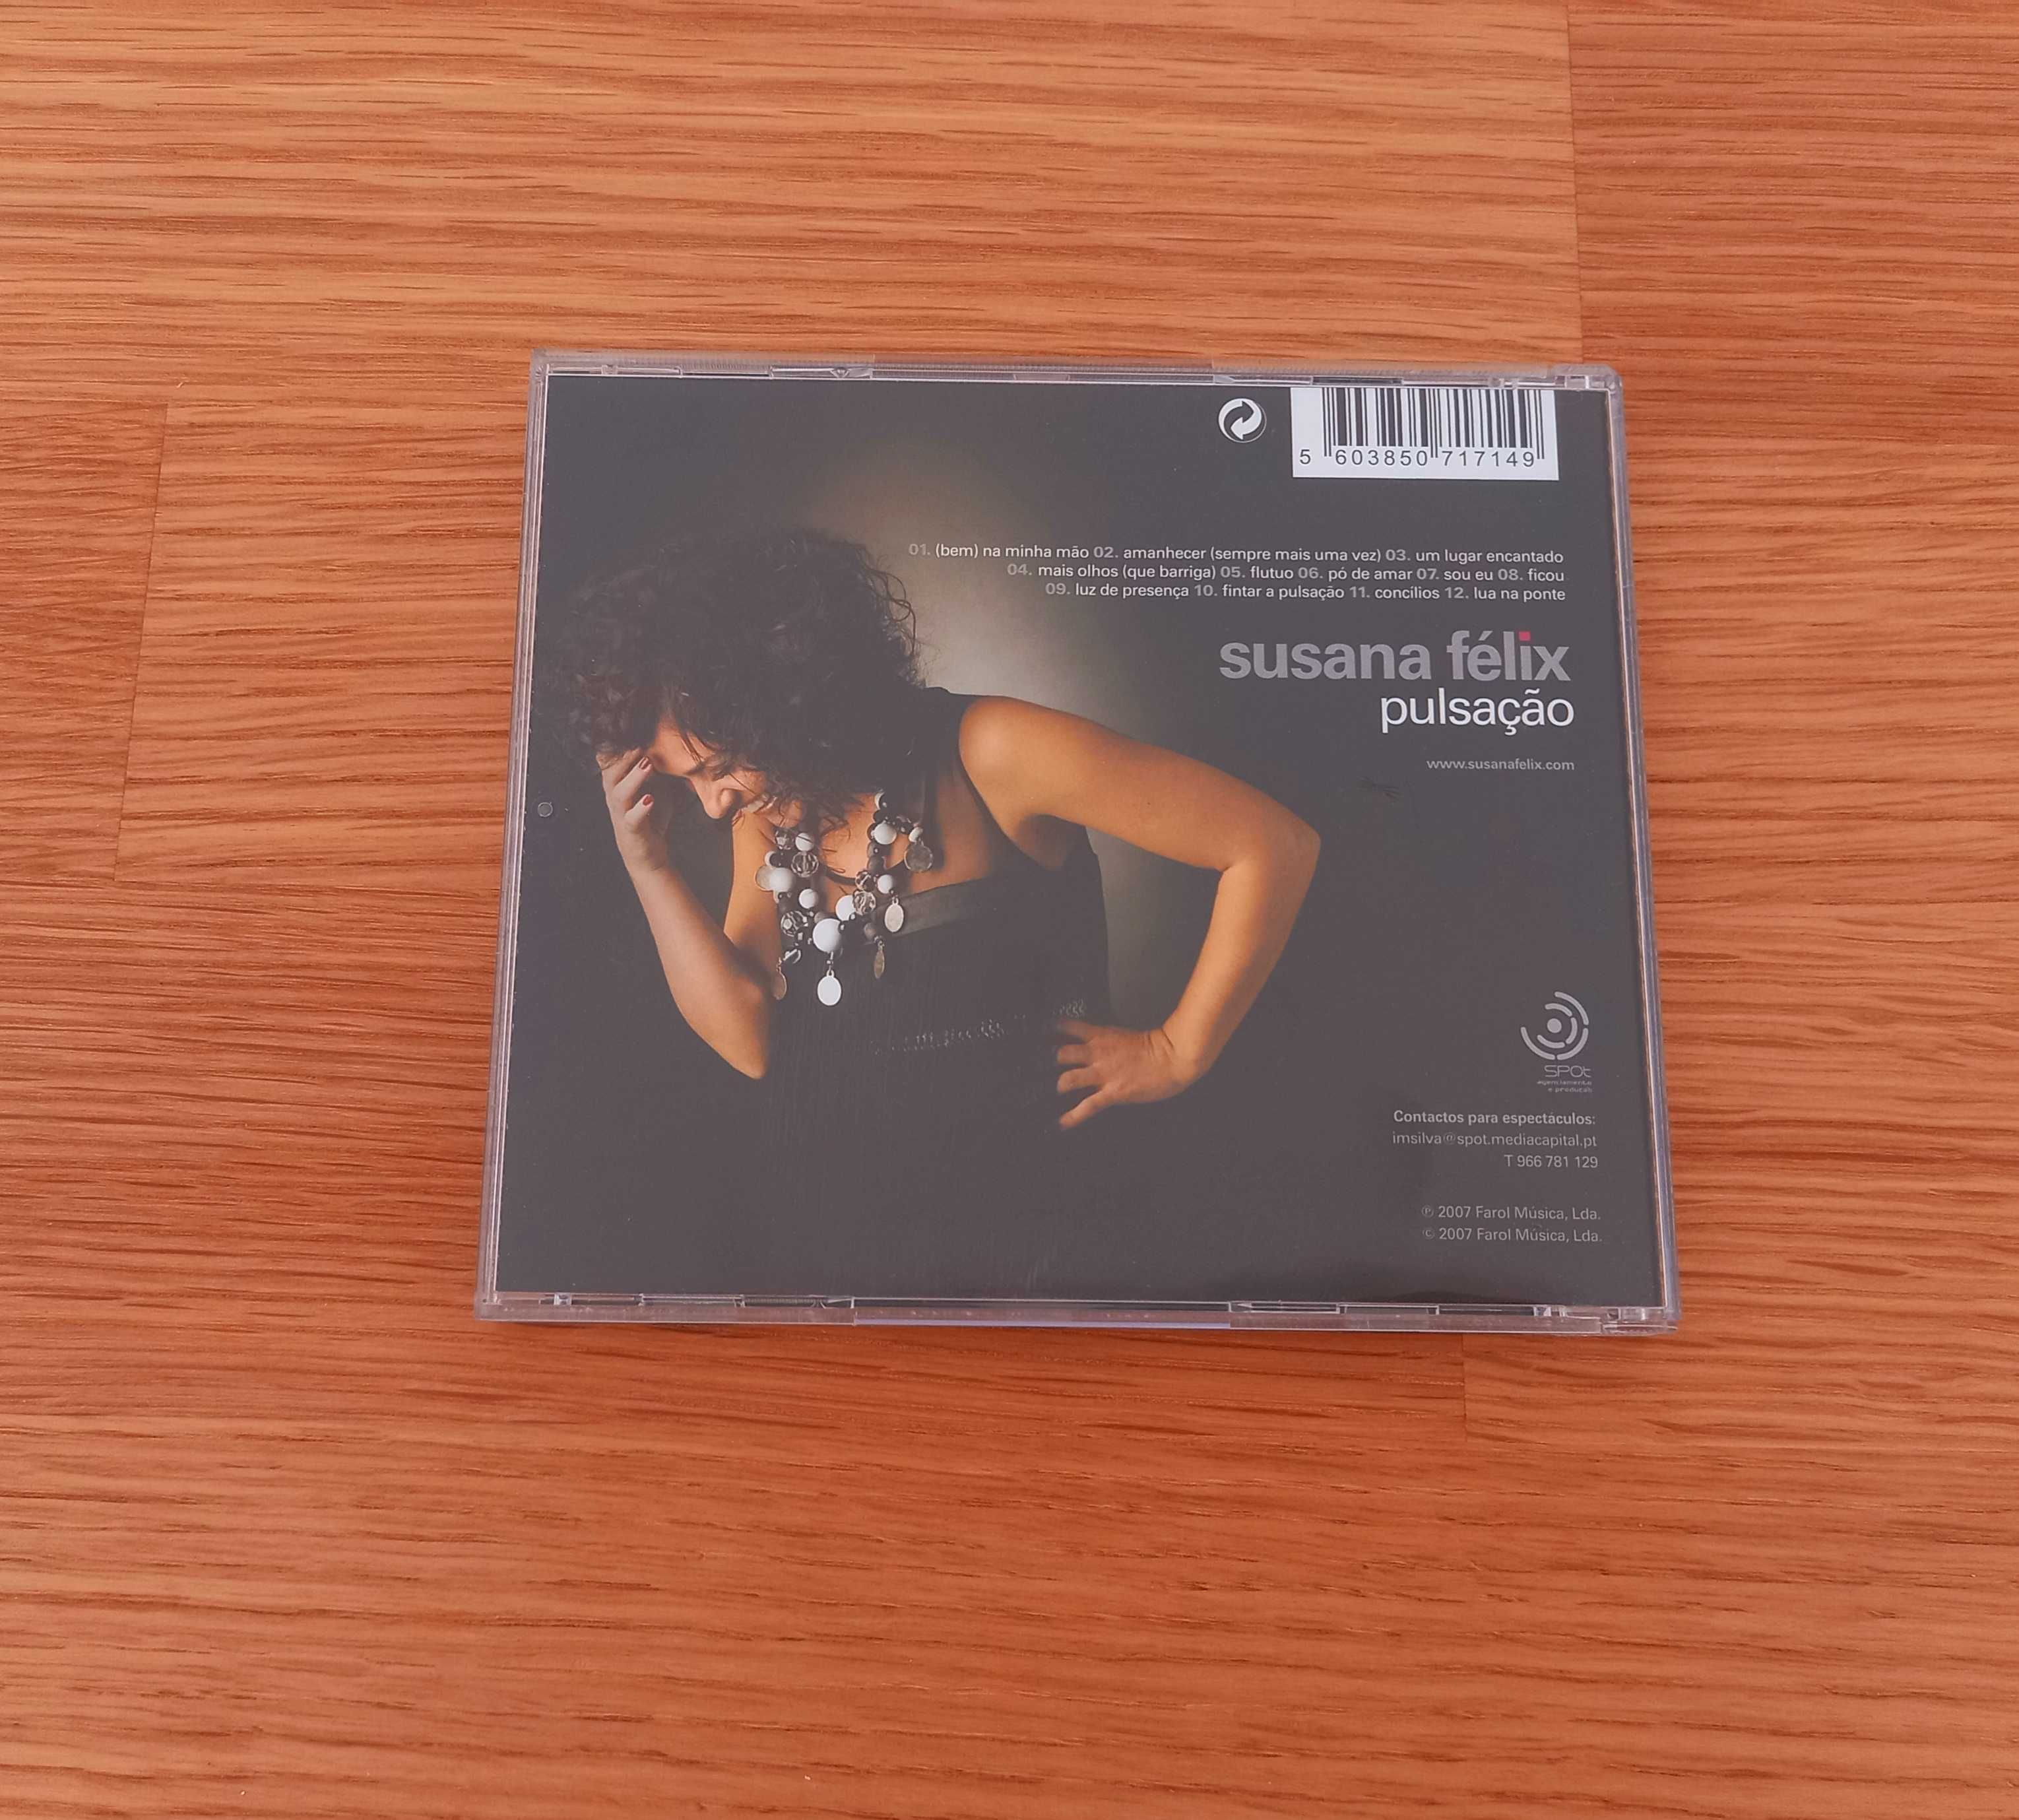 5 603850 717149
01. (bem) na minha mão 02. amanhecer (sempre mais uma vez) 03. um lugar encantado
04. mais olhos (que barriga) 05. flutuo 06. pó de amar 07. sou eu 08. ficou
09. luz de presença 10. fintar a pulsação 11. concílios 12. lua na ponte
susana félix
pulsação
www.susanafelix.com
SPOt
agenciamento
e produção
Contactos para espectáculos:
imsilva@spot.mediacapital.pt
T 966 781 129
℗ 2007 Farol Música, Lda.
© 2007 Farol Música, Lda.